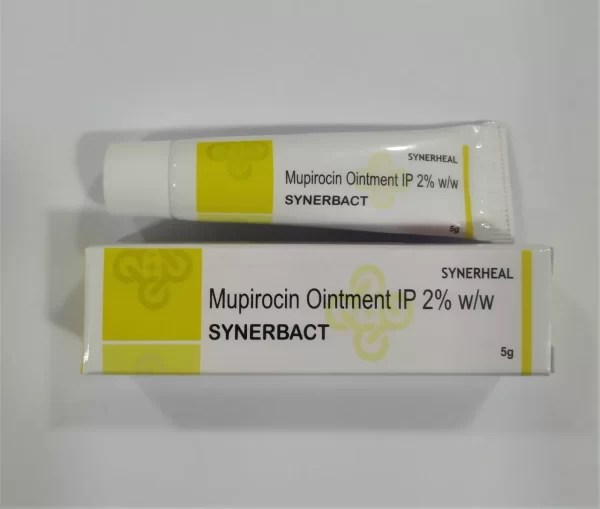 SYNERHEAL
Mupirocin Ointment IP 2% w/w
SYNERBACT
5g
SYNERHEAL
Mupirocin Ointment IP 2% w/w
SYNERBACT
5g